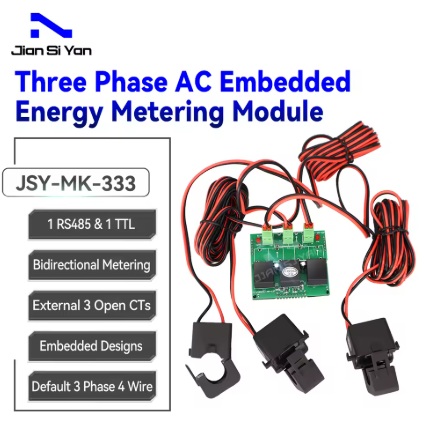 Jian Si Yan
Three Phase AC Embedded
Energy Metering Module
JSY-MK-333
1 RS485 & 1 TTL
Bidirectional Metering
External 3 Open CTs
Embedded Designs
Default 3 Phase 4 Wire